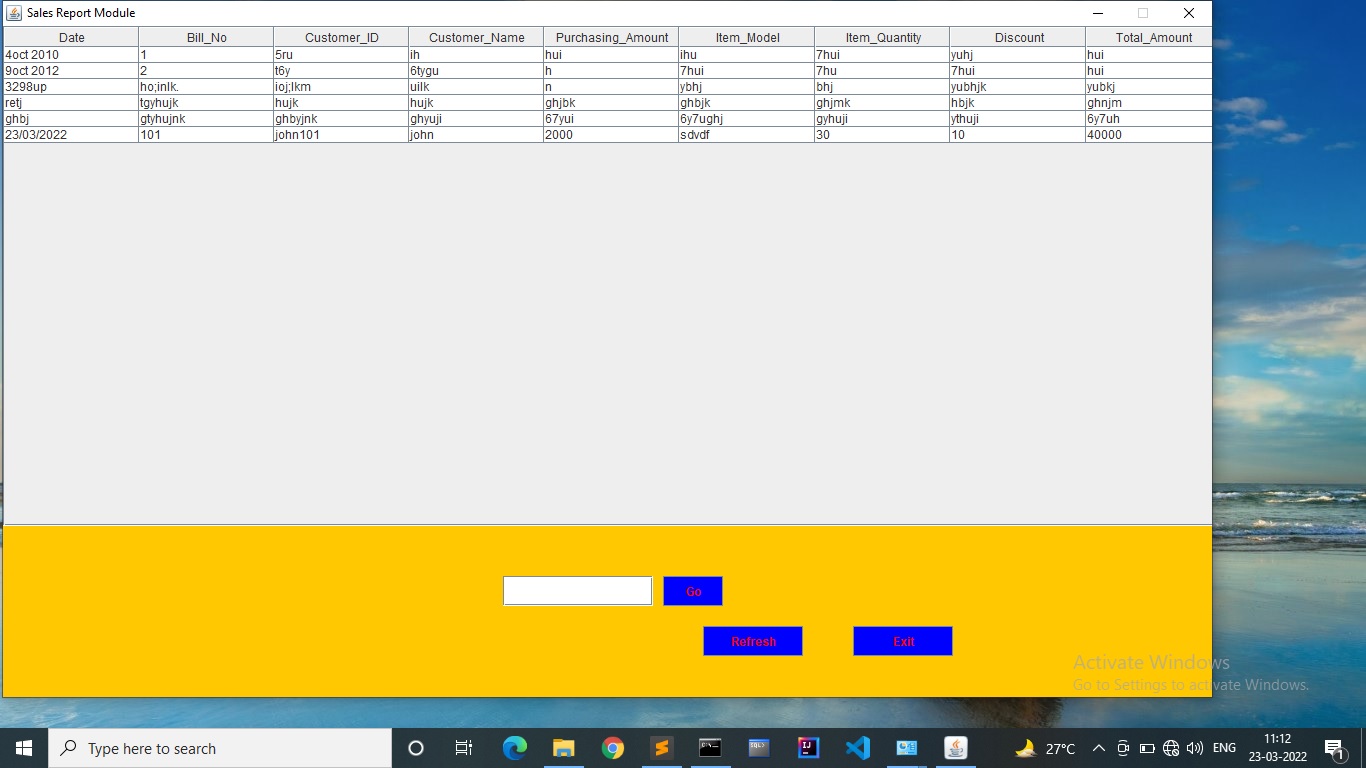 Sales Report Module
Date Bill_No Customer_ID Customer_Name Purchasing_Amount Item_Model Item_Quantity Discount Total_Amount
4oct 2010 1 5ru ih hui ihu 7hui yuhj hui
9oct 2012 2 t6y 6tygu h 7hui 7hu 7hui hui
3298up ho;inlk. ioj;lkm uilk n ybhj bhj yubhjk yubkj
retj tgyhujk hujk hujk ghjbk ghbjk ghjmk hbjk ghnjm
ghbj gtyhujnk ghbyjnk ghyuji 67yui 6y7ughj gyhuji ythuji 6y7uh
23/03/2022 101 john101 john 2000 sdvdf 30 10 40000
Go
Refresh Exit
Activate Windows
Go to Settings to activate Windows.
Type here to search 27°C ENG 11:12
23-03-2022 1